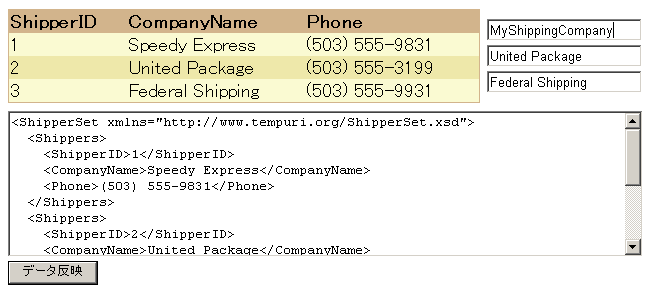 ShipperID CompanyName Phone
1 Speedy Express (503) 555-9831
2 United Package (503) 555-3199
3 Federal Shipping (503) 555-9931
MyShippingCompany
United Package
Federal Shipping
<ShipperSet xmlns="http://www.tempuri.org/ShipperSet.xsd">
  <Shippers>
    <ShipperID>1</ShipperID>
    <CompanyName>Speedy Express</CompanyName>
    <Phone>(503) 555-9831</Phone>
  </Shippers>
  <Shippers>
    <ShipperID>2</ShipperID>
    <CompanyName>United Package</CompanyName>
データ反映